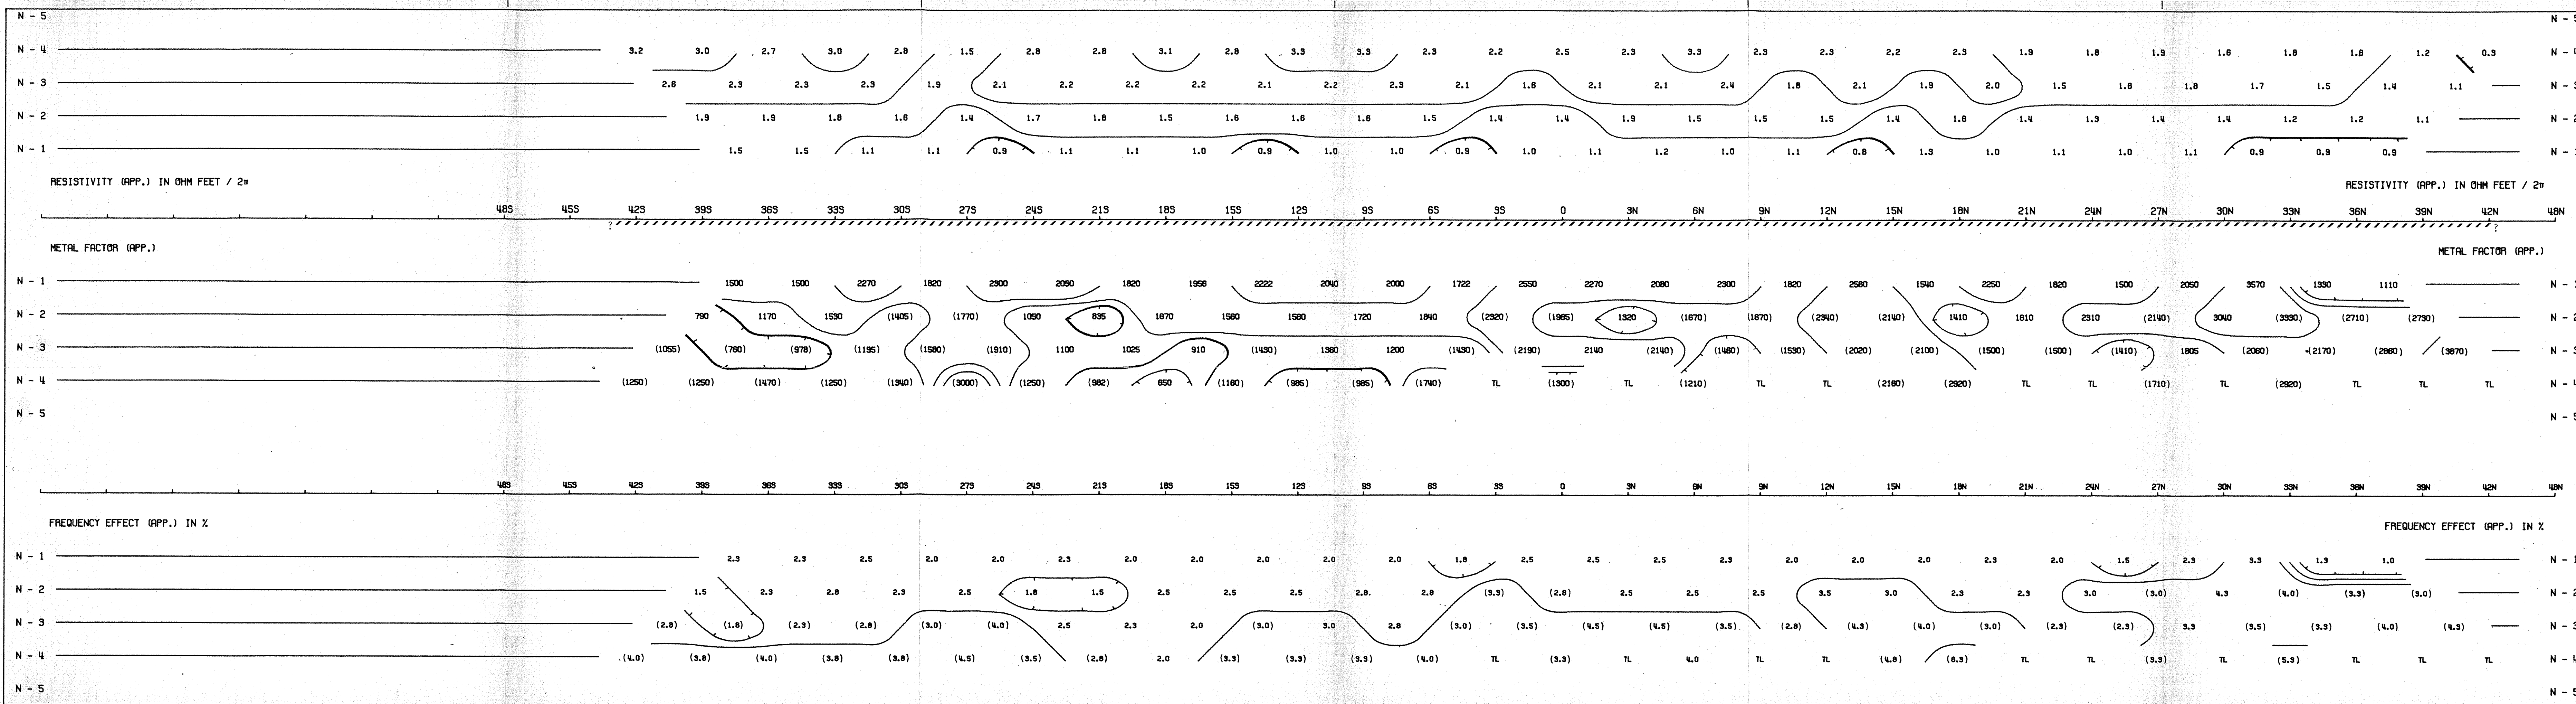 N - 5 N - 5
N - 4 3.2 3.0 2.7 3.0 2.8 1.5 2.8 2.8 3.1 2.8 3.3 3.3 2.3 2.2 2.5 2.3 3.3 2.3 2.3 2.2 2.3 1.9 1.8 1.9 1.6 1.8 1.6 1.2 0.3 N - 4
N - 3 2.6 2.3 2.3 2.3 1.9 2.1 2.2 2.2 2.2 2.1 2.2 2.3 2.1 1.6 2.1 2.1 2.4 1.8 2.1 1.9 2.0 1.5 1.6 1.8 1.7 1.5 1.4 1.1 N - 3
N - 2 1.9 1.9 1.8 1.6 1.4 1.7 1.8 1.5 1.6 1.6 1.6 1.5 1.4 1.4 1.9 1.5 1.5 1.5 1.4 1.6 1.4 1.3 1.4 1.4 1.2 1.2 1.1 N - 2
N - 1 1.5 1.5 1.1 1.1 0.9 1.1 1.1 1.0 0.9 1.0 1.0 0.9 1.0 1.1 1.2 1.0 1.1 0.8 1.3 1.0 1.1 1.0 1.1 0.9 0.9 0.9 N - 1
RESISTIVITY (APP.) IN OHM FEET / 2π RESISTIVITY (APP.) IN OHM FEET / 2π
48S 45S 42S 39S 36S 33S 30S 27S 24S 21S 18S 15S 12S 9S 6S 3S 0 3N 6N 9N 12N 15N 18N 21N 24N 27N 30N 33N 36N 39N 42N 48N
? ?
METAL FACTOR (APP.) METAL FACTOR (APP.)
N - 1 1500 1500 2270 1820 2300 2090 1820 1956 2222 2040 2000 1722 2550 2270 2080 2300 1820 2580 1540 2250 1820 1500 2050 3570 1330 1110 N - 1
N - 2 790 1170 1530 (1405) (1770) 1090 835 1670 1560 1560 1720 1840 (2320) (1985) 1320 (1670) (1670) (2340) (2140) 1410 1610 2310 (2140) 3040 (3330) (2710) (2730) N - 2
N - 3 (1055) (760) (978) (1195) (1580) (1910) 1100 1025 910 (1430) 1360 1200 (1430) (2190) 2140 (2140) (1460) (1530) (2020) (2100) (1500) (1500) (1410) 1805 (2060) (2170) (2860) (3870) N - 3
N - 4 (1250) (1250) (1470) (1250) (1340) (3000) (1250) (982) 650 (1160) (985) (985) (1740) TL (1300) TL (1210) TL TL (2180) (2920) TL TL (1710) TL (2920) TL TL TL N - 4
N - 5 N - 5
48S 45S 42S 39S 36S 33S 30S 27S 24S 21S 18S 15S 12S 9S 6S 3S 0 3N 6N 9N 12N 15N 18N 21N 24N 27N 30N 33N 36N 39N 42N 48N
FREQUENCY EFFECT (APP.) IN % FREQUENCY EFFECT (APP.) IN %
N - 1 2.3 2.3 2.5 2.0 2.0 2.3 2.0 2.0 2.0 2.0 2.0 1.8 2.5 2.5 2.5 2.3 2.0 2.0 2.0 2.3 2.0 1.5 2.3 3.3 1.3 1.0 N - 1
N - 2 1.5 2.3 2.8 2.3 2.5 1.8 1.5 2.5 2.5 2.5 2.8 2.8 (3.3) (2.8) 2.5 2.5 2.5 3.5 3.0 2.3 2.3 3.0 (3.0) 4.3 (4.0) (3.3) (3.0) N - 2
N - 3 (2.8) (1.8) (2.3) (2.8) (3.0) (4.0) 2.5 2.3 2.0 (3.0) 3.0 2.8 (3.0) (3.5) (4.5) (4.5) (3.5) (2.8) (4.3) (4.0) (3.0) (2.3) (2.3) 3.3 (3.5) (3.3) (4.0) (4.3) N - 3
N - 4 (4.0) (3.8) (4.0) (3.8) (3.8) (4.5) (3.5) (2.8) 2.0 (3.3) (3.3) (3.3) (4.0) TL (3.3) TL 4.0 TL TL (4.8) (6.3) TL TL (3.3) TL (5.3) TL TL TL N - 4
N - 5 N - 5